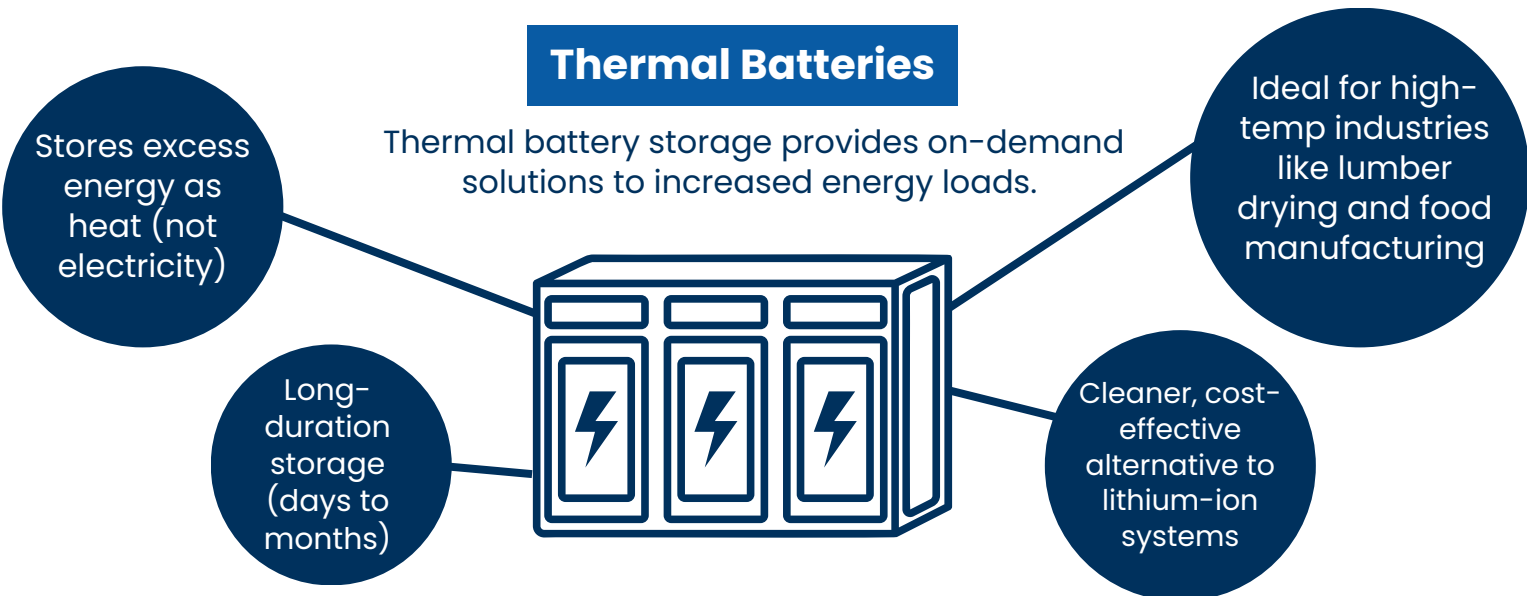 Thermal Batteries
Thermal battery storage provides on-demand
solutions to increased energy loads.
Stores excess
energy as
heat (not
electricity)
Long-
duration
storage
(days to
months)
Ideal for high-
temp industries
like lumber
drying and food
manufacturing
Cleaner, cost-
effective
alternative to
lithium-ion
systems